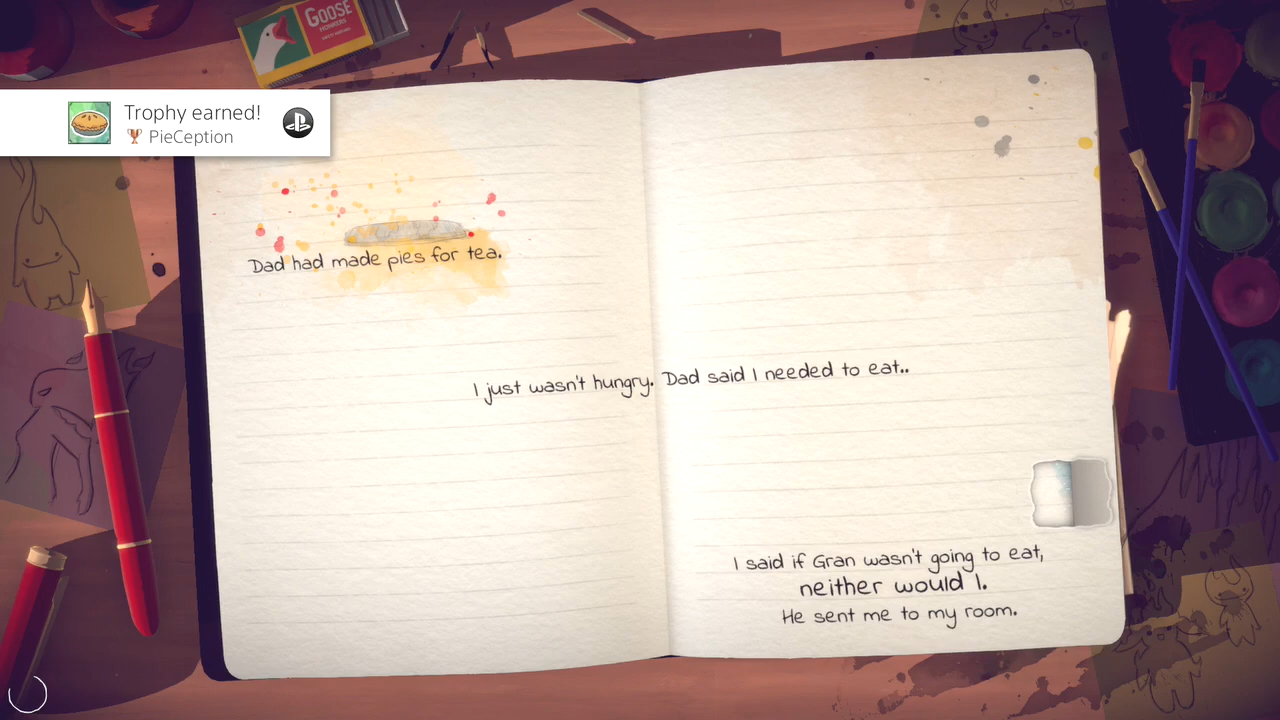 GOOSE
HONKERS
Trophy earned!
PieCeption
Dad had made pies for tea.
I just wasn't hungry. Dad said I needed to eat..
I said if Gran wasn't going to eat,
neither would I.
He sent me to my room.